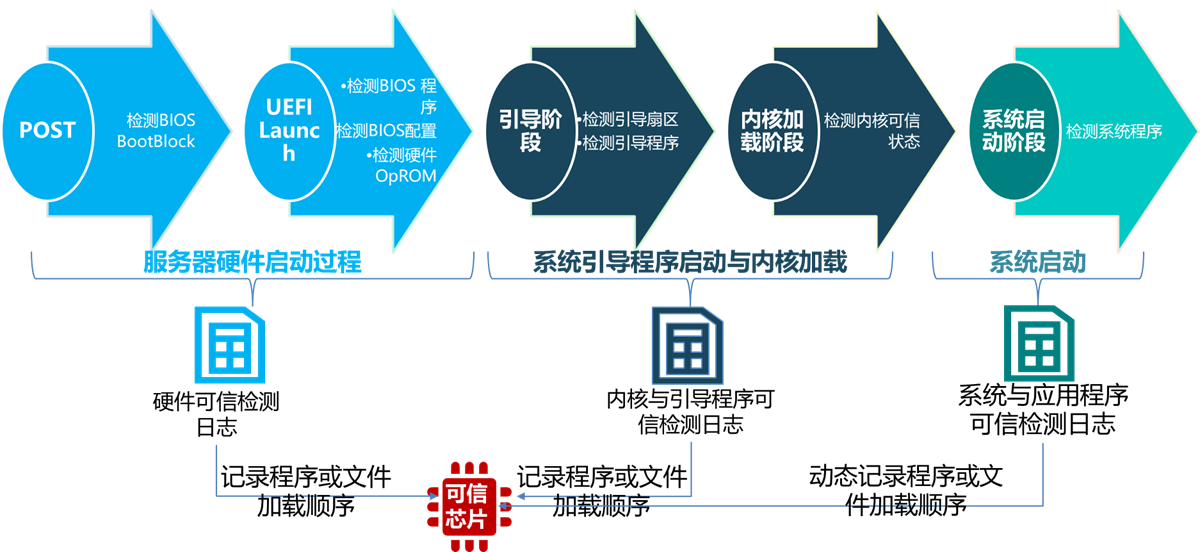 POST
检测BIOS
BootBlock
UEFI
Launc
h
•检测BIOS 程
序
检测BIOS配置
•检测硬件
OpROM
引导阶
段
•检测引导扇区
•检测引导程序
内核加
载阶段
检测内核可信
状态
系统启
动阶段
检测系统程序
服务器硬件启动过程
系统引导程序启动与内核加载
系统启动
硬件可信检测
日志
内核与引导程序可
信检测日志
系统与应用程序
可信检测日志
记录程序或文件
加载顺序
可信
芯片
记录程序或文件
加载顺序
动态记录程序或文
件加载顺序